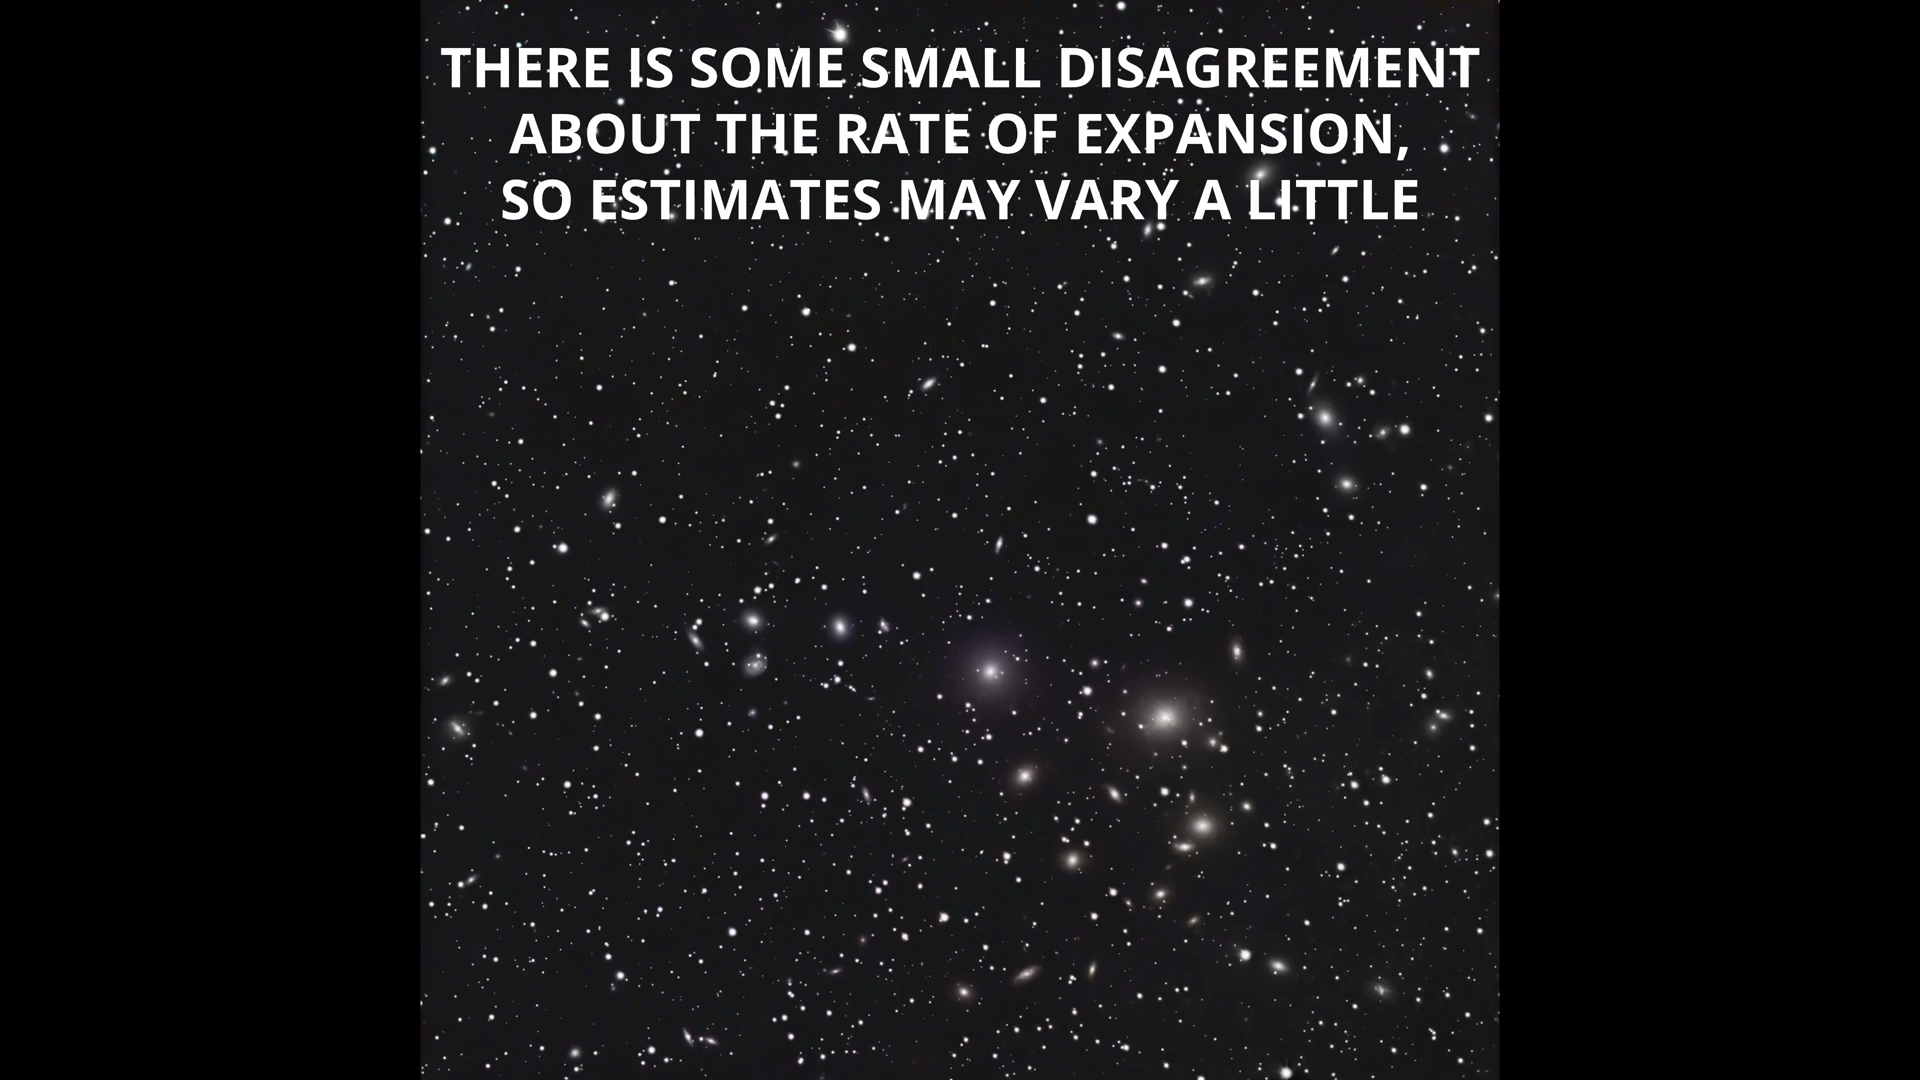 THERE IS SOME SMALL DISAGREEMENT
ABOUT THE RATE OF EXPANSION,
SO ESTIMATES MAY VARY A LITTLE